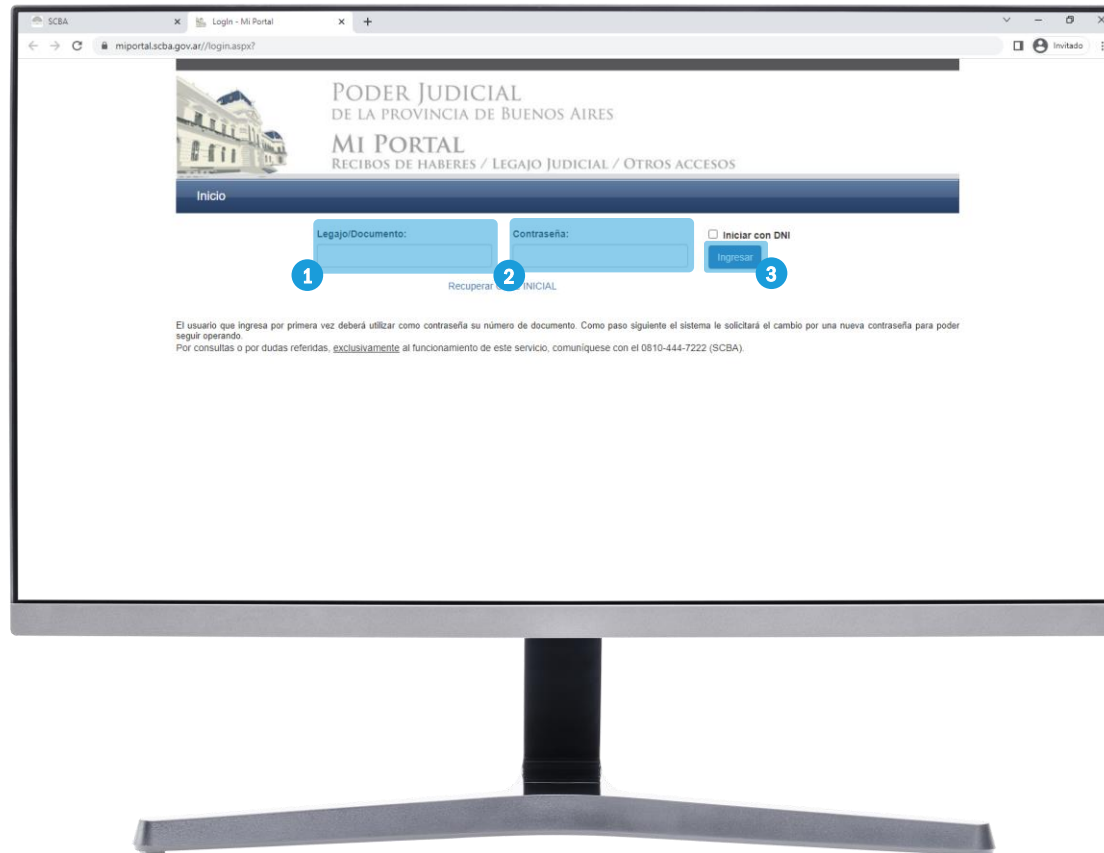 SCBA
LogIn - Mi Portal
miportal.scba.gov.ar//login.aspx?
Invitado
PODER JUDICIAL
DE LA PROVINCIA DE BUENOS AIRES
MI PORTAL
RECIBOS DE HABERES / LEGAJO JUDICIAL / OTROS ACCESOS
Inicio
Legajo/Documento:
Contraseña:
Iniciar con DNI
Ingresar
1
2
3
Recuperar INICIAL
El usuario que ingresa por primera vez deberá utilizar como contraseña su número de documento. Como paso siguiente el sistema le solicitará el cambio por una nueva contraseña para poder
seguir operando.
Por consultas o por dudas referidas, exclusivamente al funcionamiento de este servicio, comuníquese con el 0810-444-7222 (SCBA).